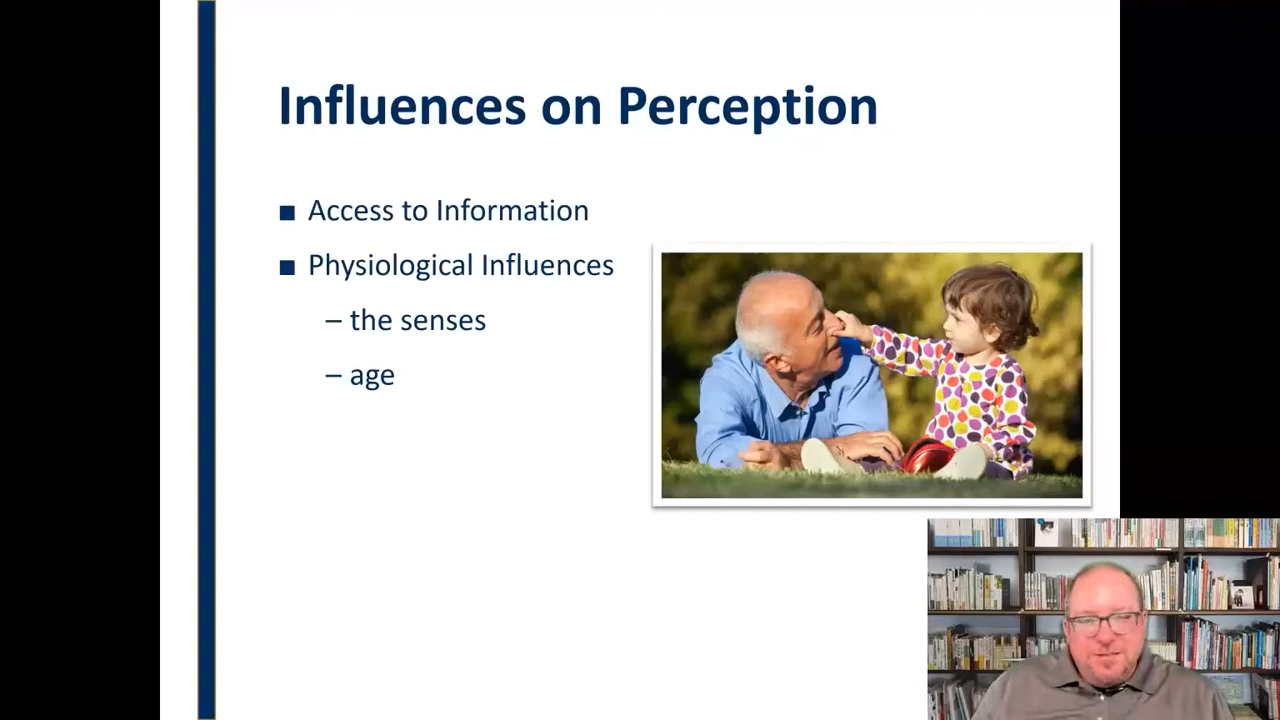 Influences on Perception
■ Access to Information
■ Physiological Influences
– the senses
– age